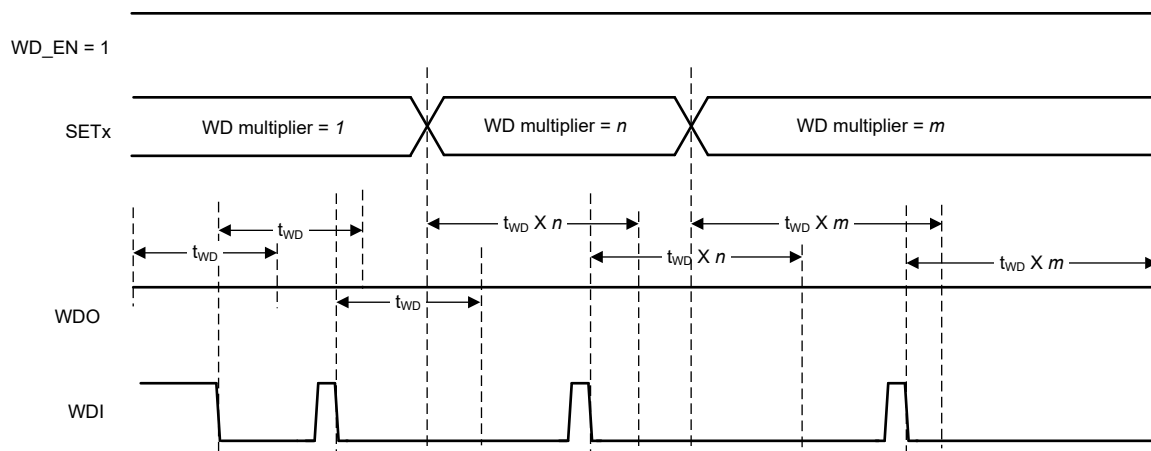 WD_EN = 1
SETx
WD multiplier = 1
WD multiplier = n
WD multiplier = m
tWD
tWD X n
tWD X m
tWD
tWD X n
tWD X m
tWD
WDO
WDI